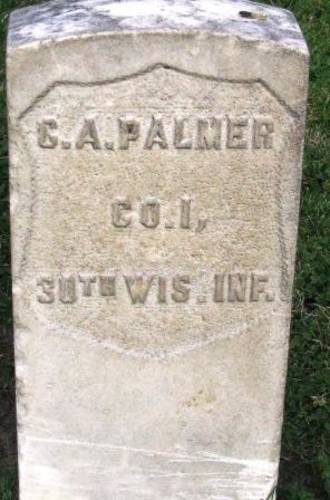 C.A. PALMER
CO. I,
30TH WIS. INF.